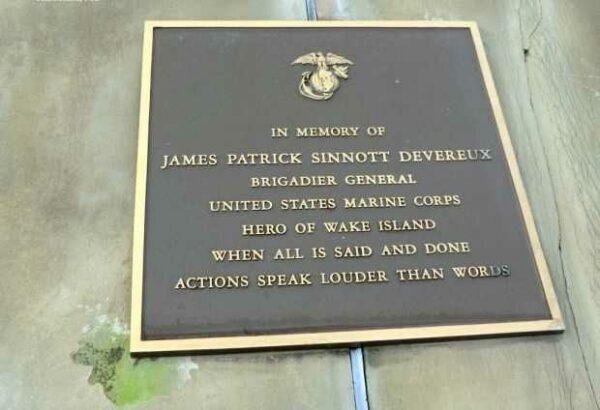 IN MEMORY OF
JAMES PATRICK SINNOTT DEVEREUX
BRIGADIER GENERAL
UNITED STATES MARINE CORPS
HERO OF WAKE ISLAND
WHEN ALL IS SAID AND DONE
ACTIONS SPEAK LOUDER THAN WORDS